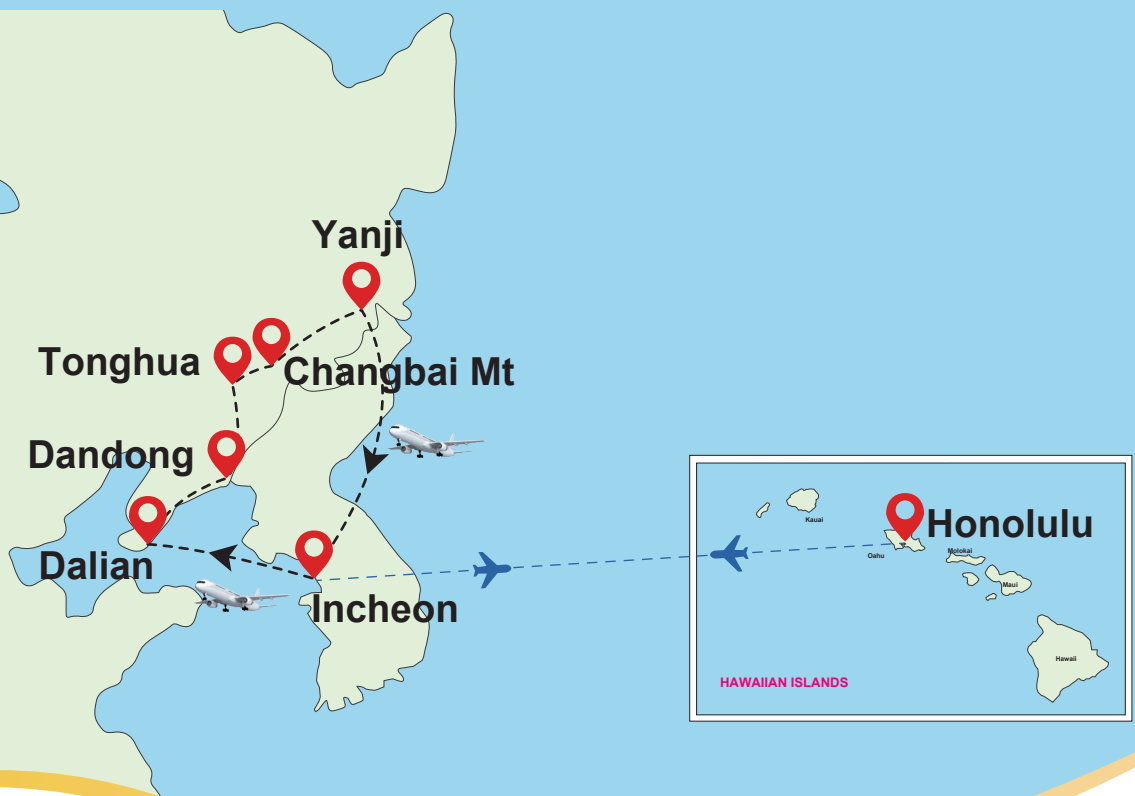 Yanji
Tonghua
Changbai Mt
Dandong
Dalian
Incheon
Honolulu
Kauai
Oahu
Molokai
Maui
Hawaii
HAWAIIAN ISLANDS